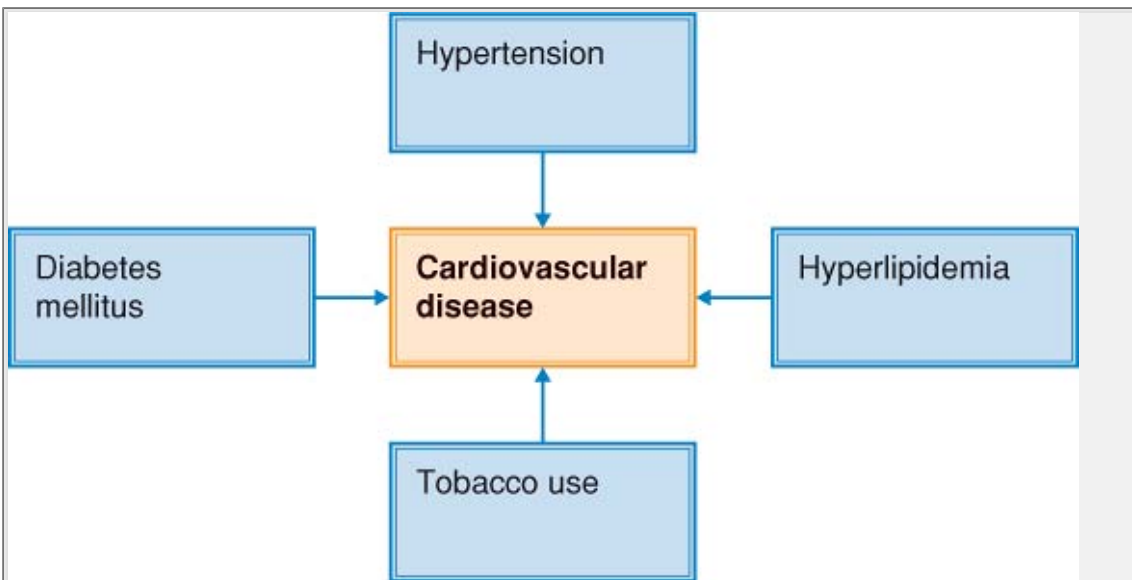 Hypertension
Diabetes
mellitus
Cardiovascular
disease
Hyperlipidemia
Tobacco use